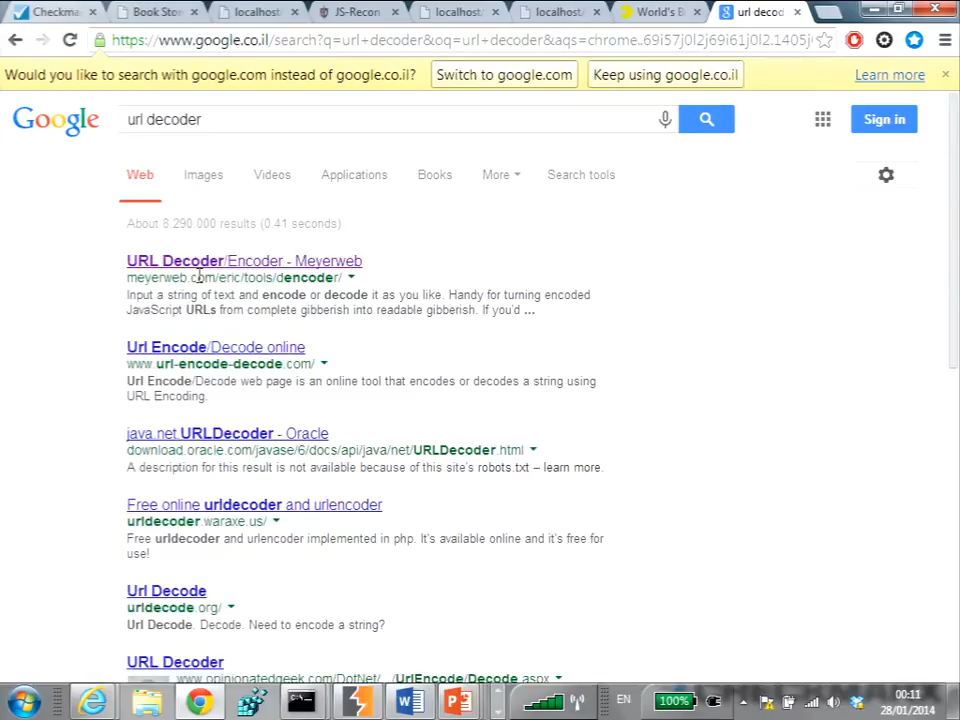 Checkma
Book Stor
localhost
JS-Recon
localhost/
localhost/
World's B
url decod
https://www.google.co.il/search?q=url+decoder&oq=url+decoder&aqs=chrome..69i57j0l2j69i61j0l2.1405j
Would you like to search with google.com instead of google.co.il?
Switch to google.com
Keep using google.co.il
Learn more
Google
url decoder
Sign in
Web
Images
Videos
Applications
Books
More
Search tools
About 8,290,000 results (0.41 seconds)
URL Decoder/Encoder - Meyerweb
meyerweb.com/eric/tools/dencoder/
Input a string of text and encode or decode it as you like. Handy for turning encoded
JavaScript URLs from complete gibberish into readable gibberish. If you'd ...
Url Encode/Decode online
www.url-encode-decode.com/
Url Encode/Decode web page is an online tool that encodes or decodes a string using
URL Encoding.
java.net.URLDecoder - Oracle
download.oracle.com/javase/6/docs/api/java/net/URLDecoder.html
A description for this result is not available because of this site's robots.txt – learn more.
Free online urldecoder and urlencoder
urldecoder.waraxe.us/
Free urldecoder and urlencoder implemented in php. It's available online and it's free for
use!
Url Decode
urldecode.org/
Url Decode. Decode. Need to encode a string?
URL Decoder
www.opinionatedgeek.com/DotNet/.../UrlEncode/Decode.aspx
EN
100%
00:11
28/01/2014